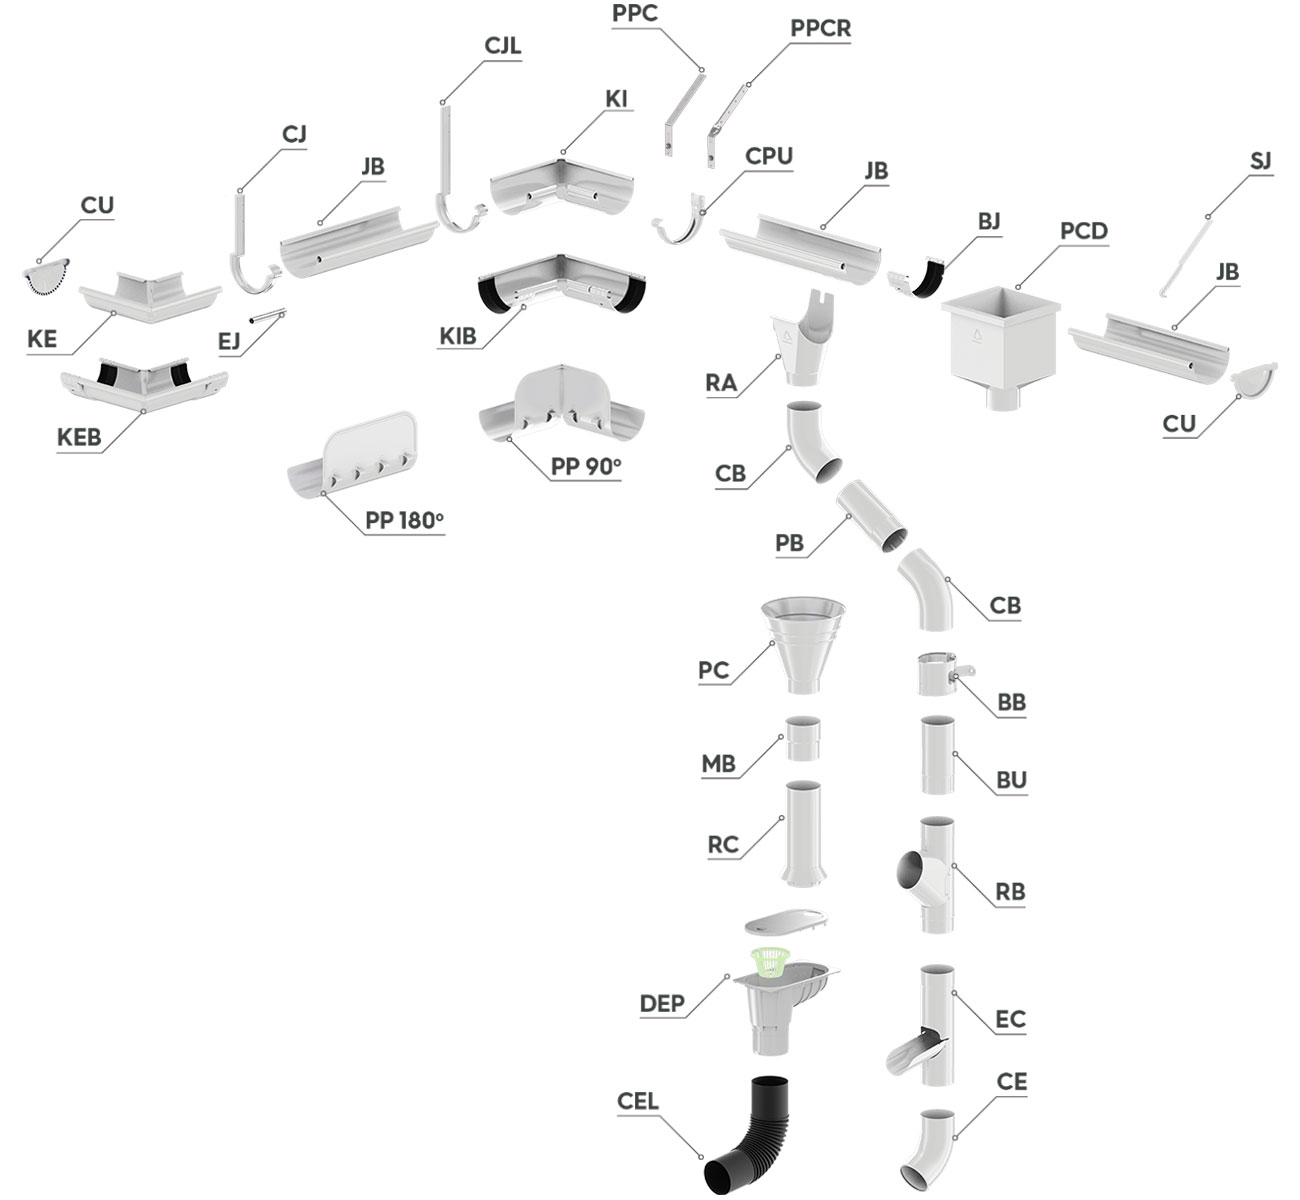 PPC
PPCR
CJL
KI
CJ
JB
CPU
JB
SJ
CU
BJ
PCD
JB
KE
EJ
KIB
RA
CU
KEB
PP 90°
CB
PP 180°
PB
CB
PC
BB
MB
BU
RC
RB
DEP
EC
CE
CEL